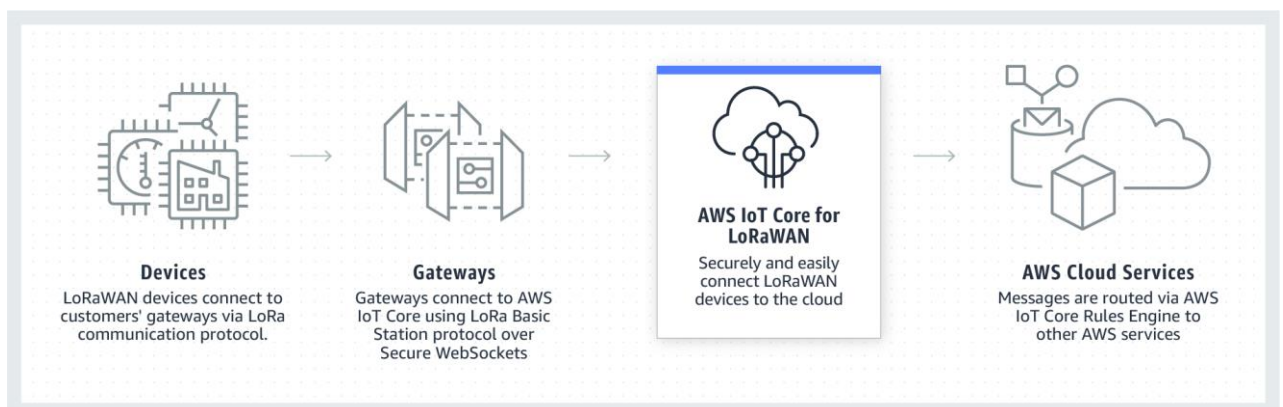 Devices
LoRaWAN devices connect to
customers' gateways via LoRa
communication protocol.
Gateways
Gateways connect to AWS
IoT Core using LoRa Basic
Station protocol over
Secure WebSockets
AWS IoT Core for
LoRaWAN
Securely and easily
connect LoRaWAN
devices to the cloud
AWS Cloud Services
Messages are routed via AWS
IoT Core Rules Engine to
other AWS services